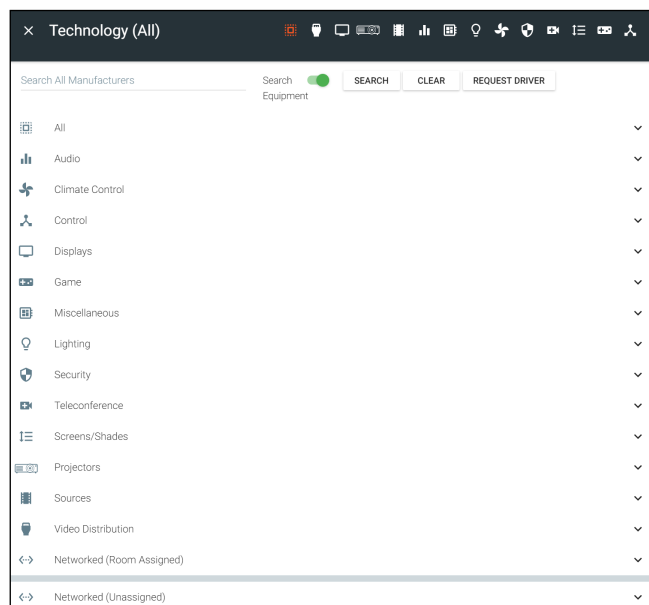 Technology (All)
Search All Manufacturers
Search
Equipment
SEARCH
CLEAR
REQUEST DRIVER
All
Audio
Climate Control
Control
Displays
Game
Miscellaneous
Lighting
Security
Teleconference
Screens/Shades
Projectors
Sources
Video Distribution
Networked (Room Assigned)
Networked (Unassigned)